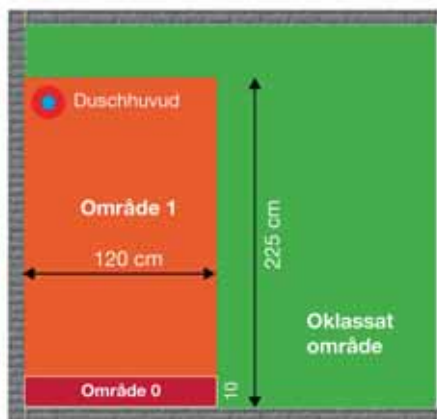 Duschhuvud
Område 1
120 cm
225 cm
Oklassat
område
Område 0
10